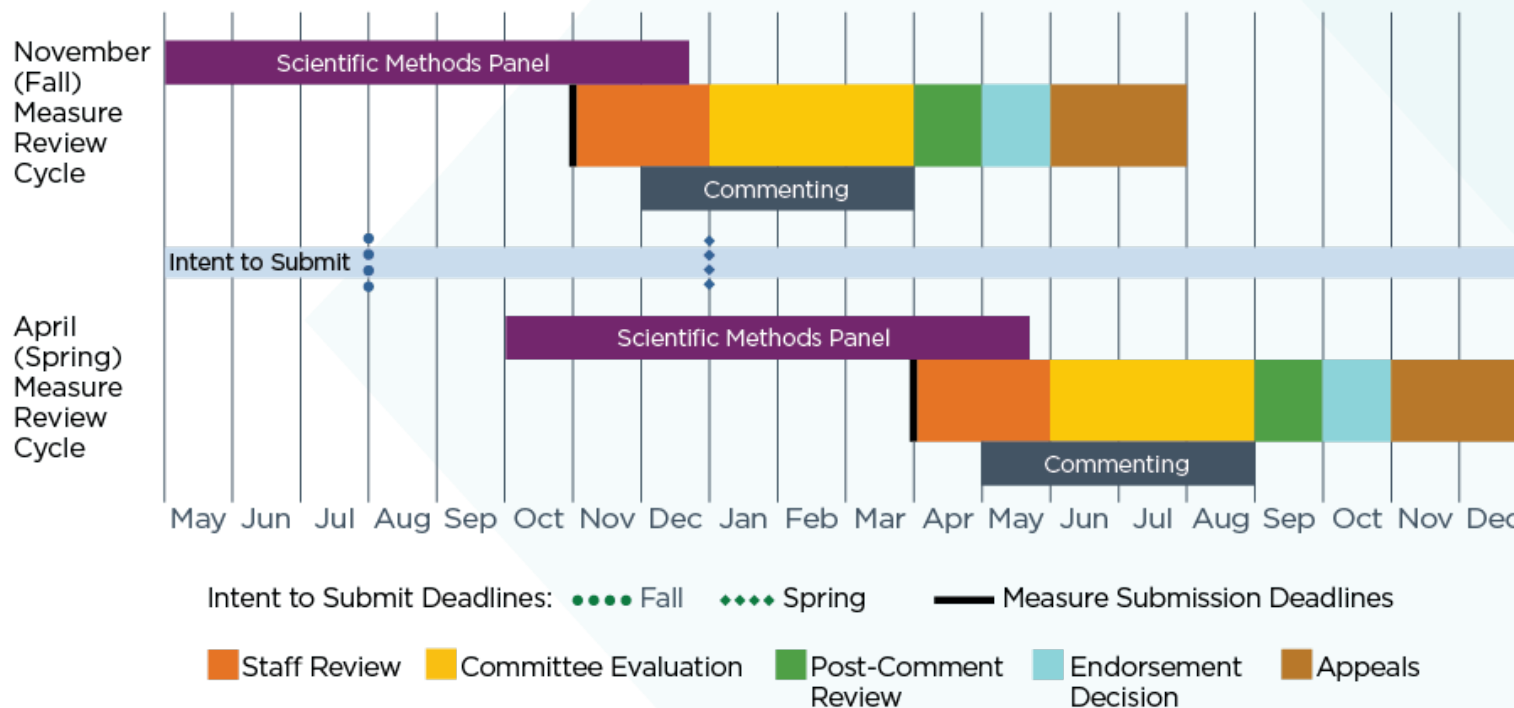 November
(Fall)
Measure
Review
Cycle
Scientific Methods Panel
Commenting
Intent to Submit
April
(Spring)
Measure
Review
Cycle
Scientific Methods Panel
Commenting
May Jun Jul Aug Sep Oct Nov Dec Jan Feb Mar Apr May Jun Jul Aug Sep Oct Nov Dec
Intent to Submit Deadlines: Fall Spring Measure Submission Deadlines
Staff Review Committee Evaluation Post-Comment Endorsement Appeals
Review Decision